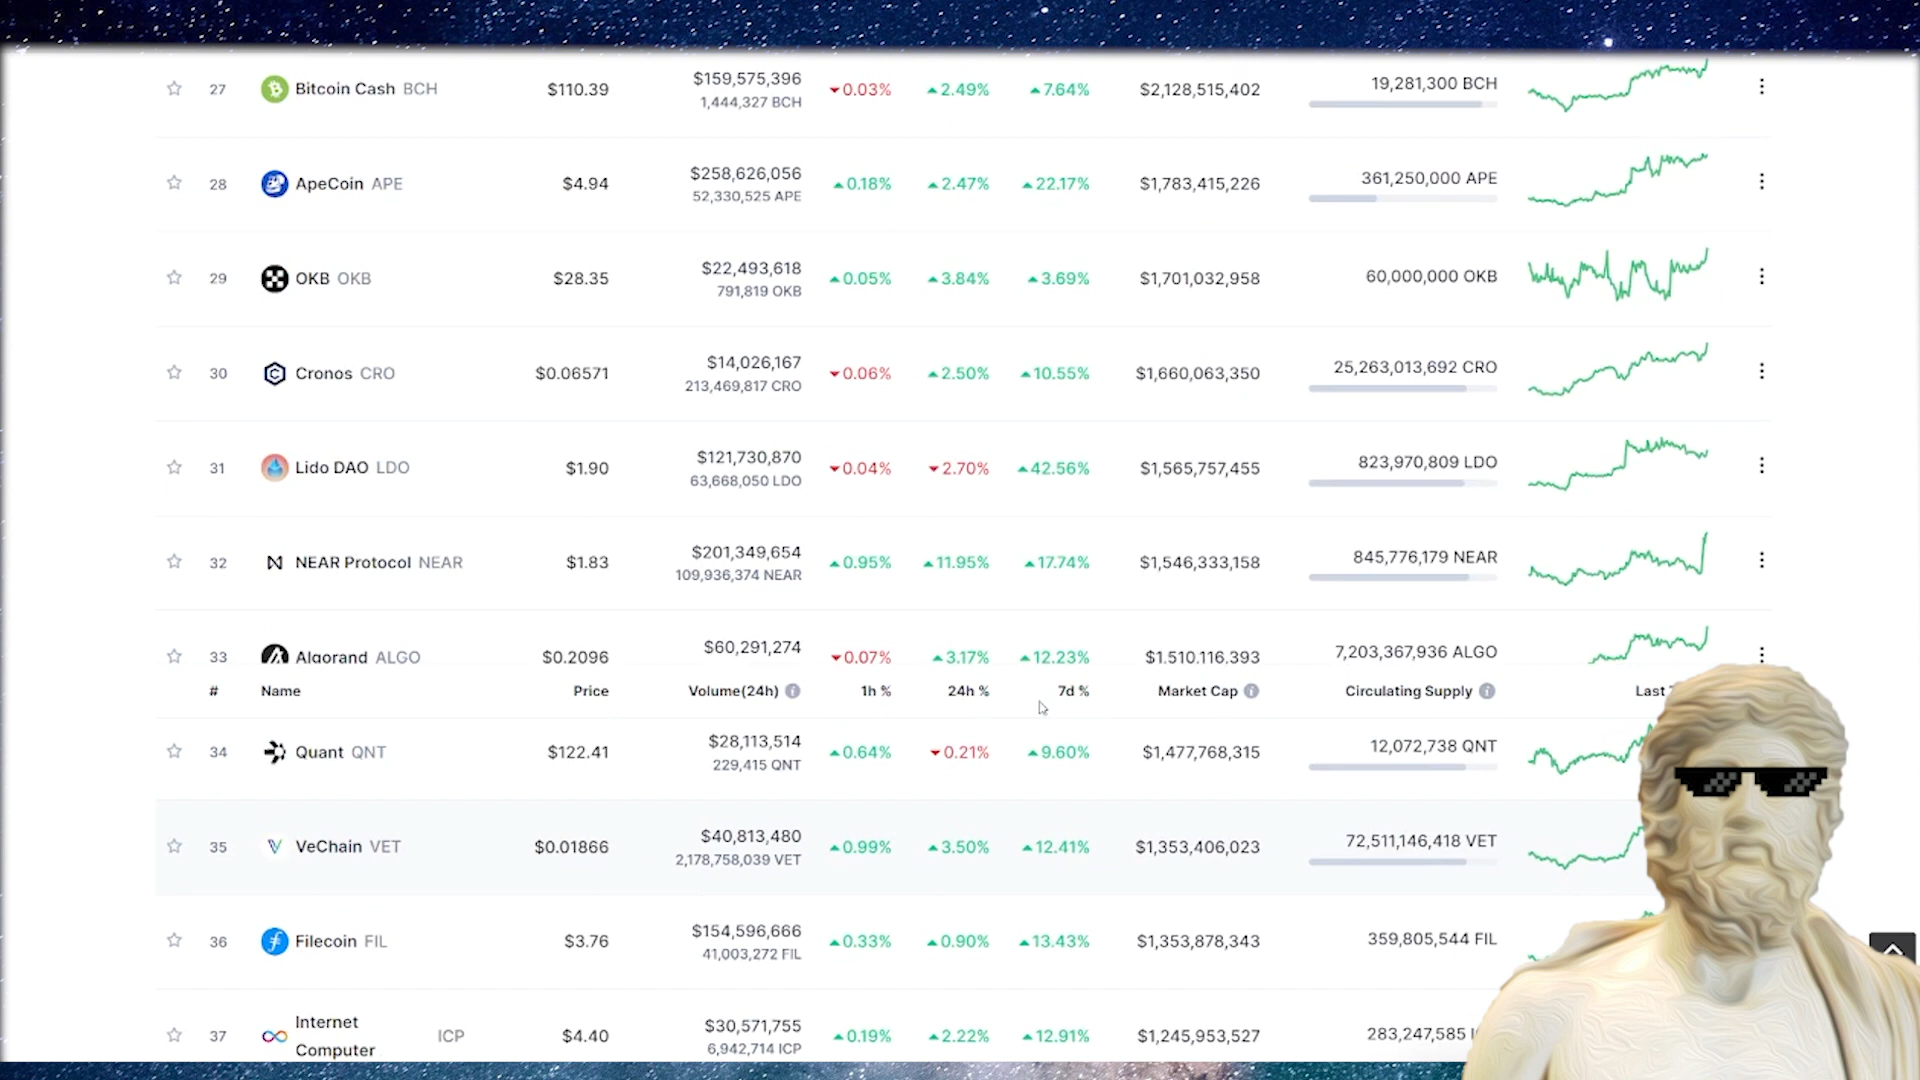 27 Bitcoin Cash BCH $110.39 $159,575,396 0.03% 2.49% 7.64% $2,128,515,402 19,281,300 BCH
1,444,327 BCH
28 ApeCoin APE $4.94 $258,626,056 0.18% 2.47% 22.17% $1,783,415,226 361,250,000 APE
52,330,525 APE
29 OKB OKB $28.35 $22,493,618 0.05% 3.84% 3.69% $1,701,032,958 60,000,000 OKB
791,819 OKB
30 Cronos CRO $0.06571 $14,026,167 0.06% 2.50% 10.55% $1,660,063,350 25,263,013,692 CRO
213,469,817 CRO
31 Lido DAO LDO $1.90 $121,730,870 0.04% 2.70% 42.56% $1,565,757,455 823,970,809 LDO
63,668,050 LDO
32 NEAR Protocol NEAR $1.83 $201,349,654 0.95% 11.95% 17.74% $1,546,333,158 845,776,179 NEAR
109,936,374 NEAR
33 Algorand ALGO $0.2096 $60,291,274 0.07% 3.17% 12.23% $1,510,116,393 7,203,367,936 ALGO
# Name Price Volume(24h) 1h % 24h % 7d % Market Cap Circulating Supply Last
34 Quant QNT $122.41 $28,113,514 0.64% 0.21% 9.60% $1,477,768,315 12,072,738 QNT
229,415 QNT
35 VeChain VET $0.01866 $40,813,480 0.99% 3.50% 12.41% $1,353,406,023 72,511,146,418 VET
2,178,758,039 VET
36 Filecoin FIL $3.76 $154,596,666 0.33% 0.90% 13.43% $1,353,878,343 359,805,544 FIL
41,003,272 FIL
37 Internet Computer ICP $4.40 $30,571,755 0.19% 2.22% 12.91% $1,245,953,527 283,247,585
6,942,714 ICP